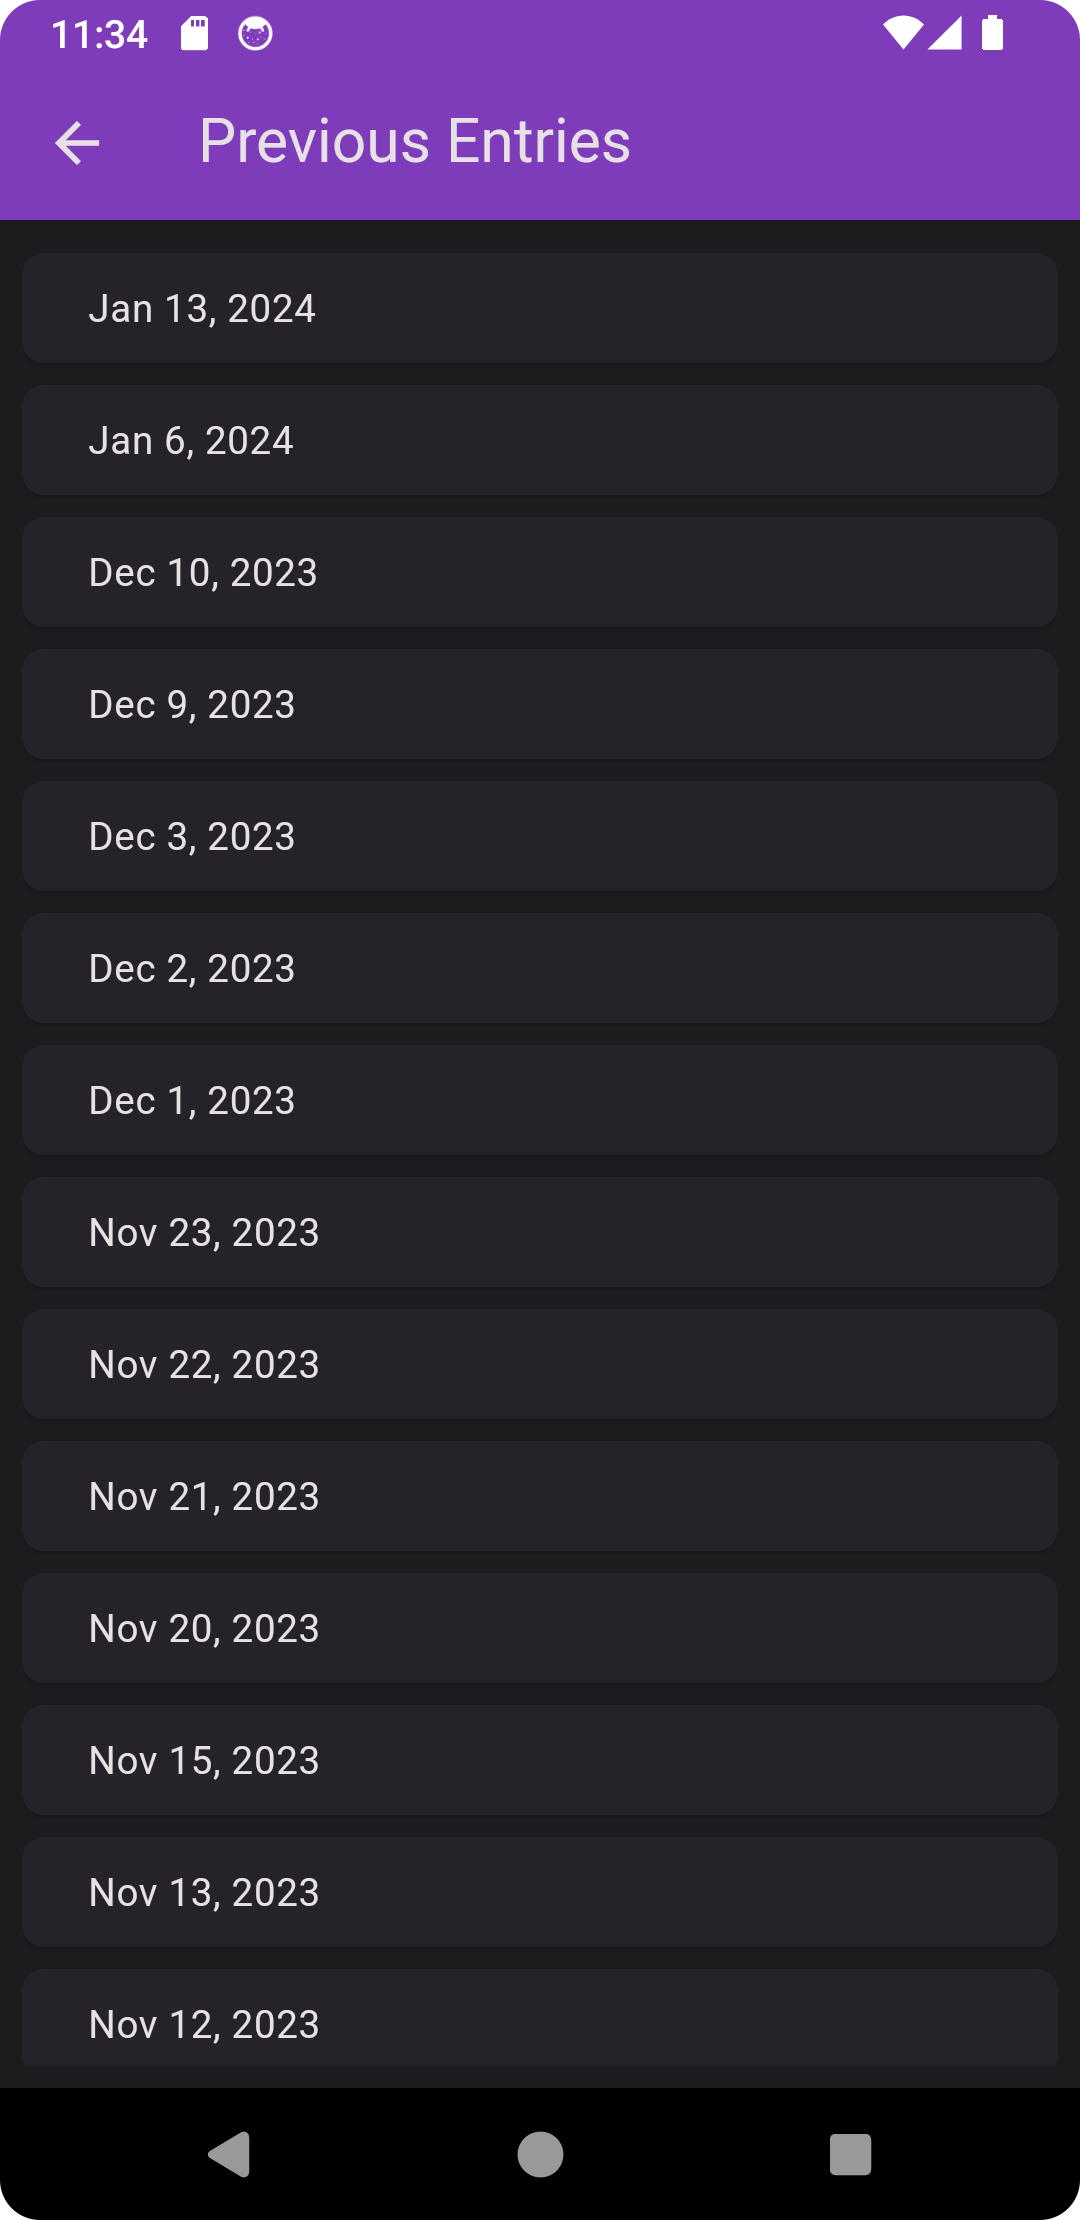 11:34
Previous Entries
Jan 13, 2024
Jan 6, 2024
Dec 10, 2023
Dec 9, 2023
Dec 3, 2023
Dec 2, 2023
Dec 1, 2023
Nov 23, 2023
Nov 22, 2023
Nov 21, 2023
Nov 20, 2023
Nov 15, 2023
Nov 13, 2023
Nov 12, 2023